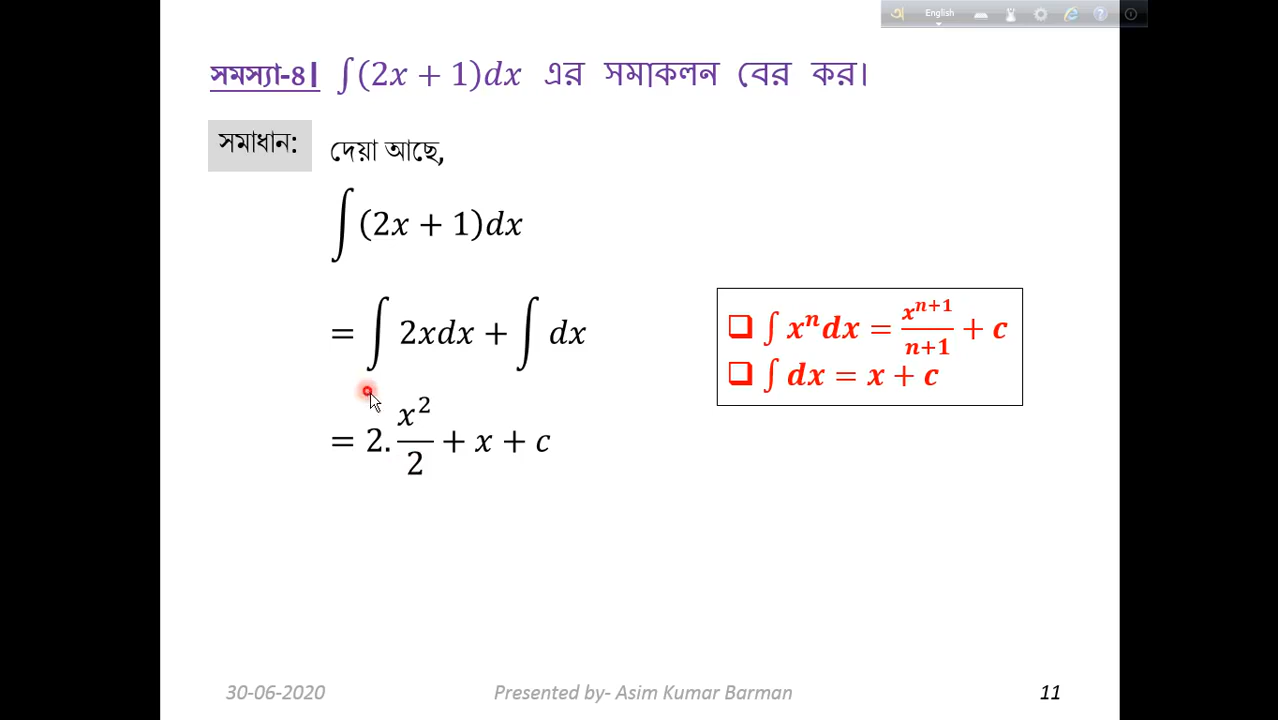 English
সমস্যা-8| ∫(2x + 1)dx এর সমাকলন বের কর।
সমাধান: দেয়া আছে,
∫(2x + 1)dx
= ∫ 2xdx + ∫ dx
❑ ∫ xⁿdx = xⁿ⁺¹/n+1 + c
❑ ∫ dx = x + c
= 2. x²/2 + x + c
30-06-2020 Presented by- Asim Kumar Barman 11